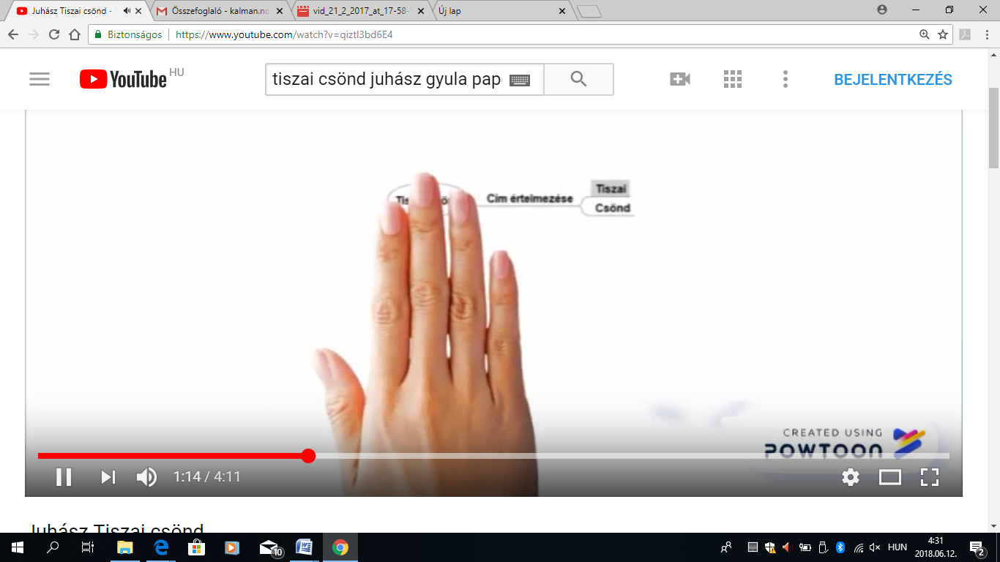 Juhász Tiszai csönd - 
Összefoglaló - kalman.no
vid_21_2_2017_at_17-58-
Új lap
Biztonságos
https://www.youtube.com/watch?v=qiztl3bd6E4
YouTube HU
tiszai csönd juhász gyula pap
BEJELENTKEZÉS
Cím értelmezése
Tiszai
Csönd
CREATED USING
POWTOON
1:14 / 4:11
Juhász Tiszai csönd
10
HUN
4:31
2018.06.12.
2